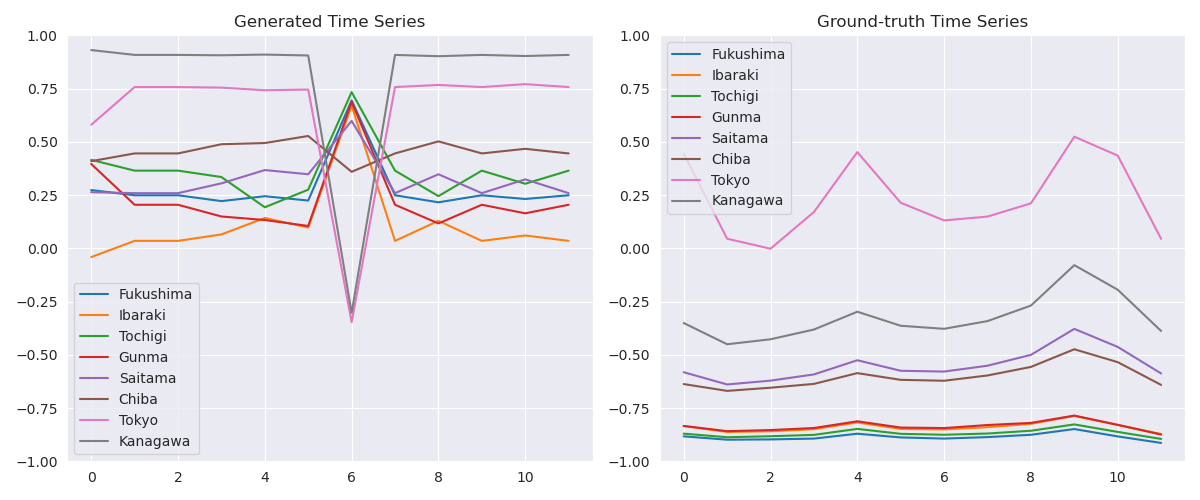 Generated Time Series
1.00
0.75
0.50
0.25
0.00
−0.25
−0.50
−0.75
−1.00
Fukushima
Ibaraki
Tochigi
Gunma
Saitama
Chiba
Tokyo
Kanagawa
0 2 4 6 8 10
Ground-truth Time Series
1.00
0.75
0.50
0.25
0.00
−0.25
−0.50
−0.75
−1.00
Fukushima
Ibaraki
Tochigi
Gunma
Saitama
Chiba
Tokyo
Kanagawa
0 2 4 6 8 10